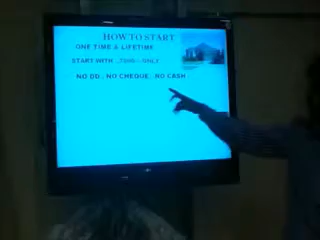 HOW TO START
ONE TIME & LIFETIME
START WITH ONLY
NO DD, NO CHEQUE, NO CASH